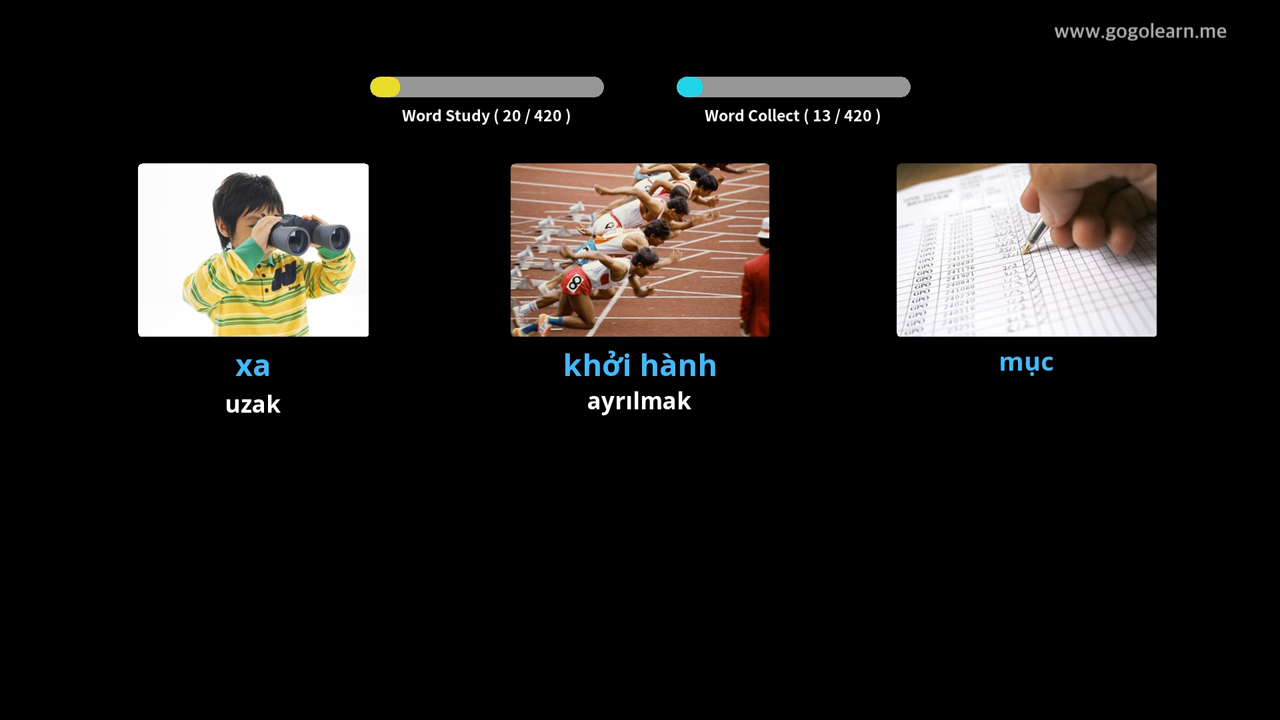 www.gogolearn.me
Word Study ( 20 / 420 )
Word Collect ( 13 / 420 )
xa
khởi hành
mục
uzak
ayrılmak